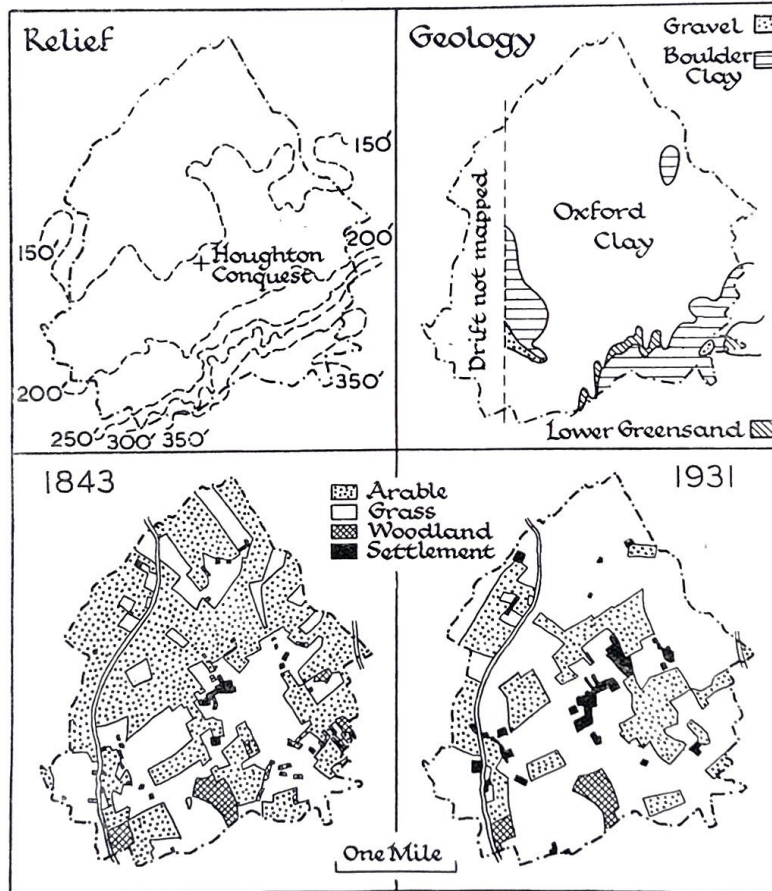 Relief
150'
150'
Houghton
Conquest
200'
200'
350'
250' 300' 350'
Geology
Gravel
Boulder
Clay
Oxford
Clay
Drift not mapped
Lower Greensand
1843
Arable
Grass
Woodland
Settlement
1931
One Mile